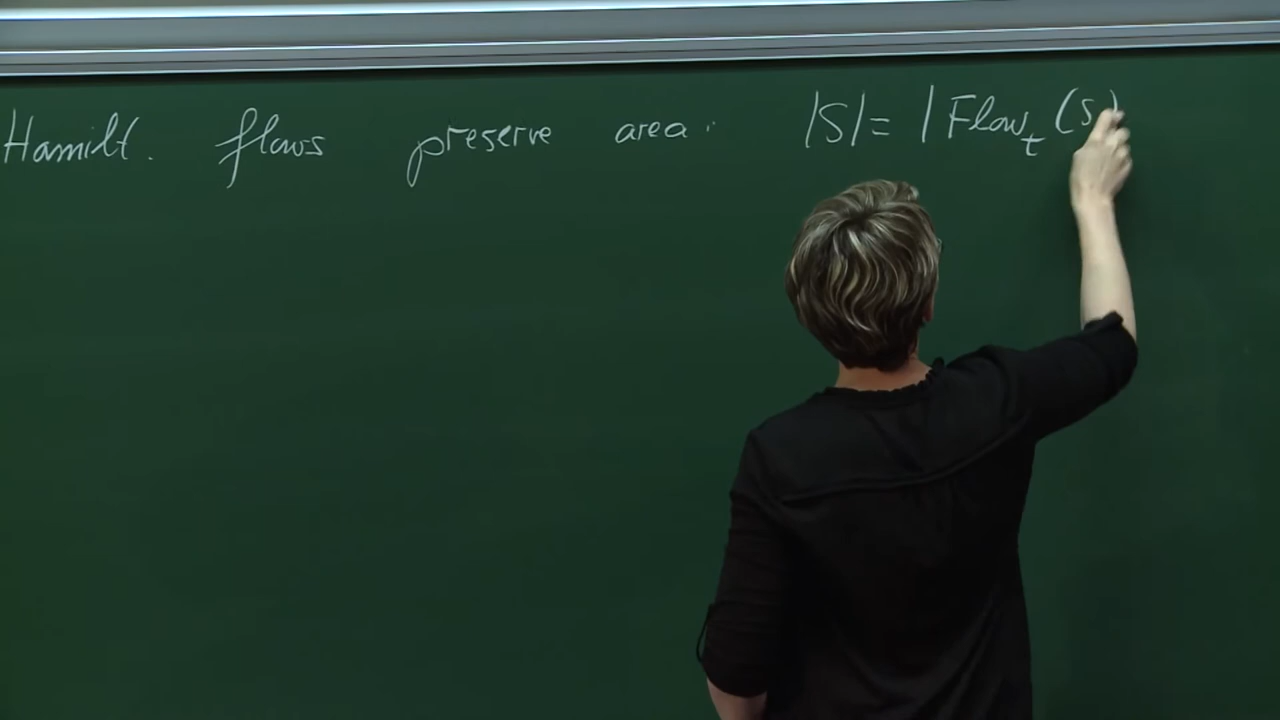 Hamilt. flows preserve area: |S| = | Flow_t (S)